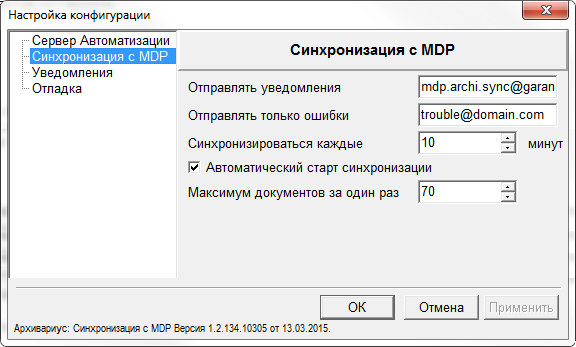 Настройка конфигурации
Сервер Автоматизации
Синхронизация с MDP
Уведомления
Отладка
Синхронизация с MDP
Отправлять уведомления mdp.archi.sync@garan
Отправлять только ошибки trouble@domain.com
Синхронизироваться каждые 10 минут
Автоматический старт синхронизации
Максимум документов за один раз 70
OK Отмена Применить
Архивариус: Синхронизация с MDP Версия 1.2.134.10305 от 13.03.2015.